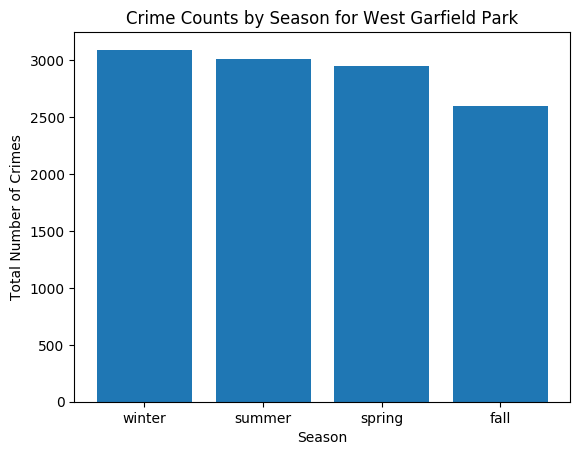 Crime Counts by Season for West Garfield Park
Total Number of Crimes
3000
2500
2000
1500
1000
500
0
winter summer spring fall
Season